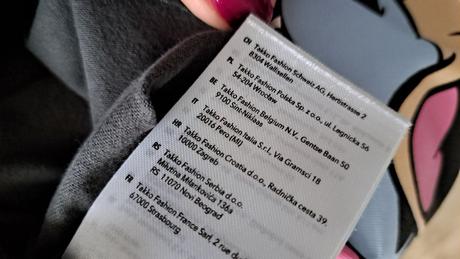 CH Takko Fashion Schweiz AG, Herristrasse 2
8304 Wallisellen
PL Takko Fashion Polska Sp. z o.o., ul. Legnicka 56
54-204 Wrocław
BE Takko Fashion Belgium N.V., Gentse Baan 50
9100 Sint-Niklaas
IT Takko Fashion Italia S.r.l., Via Gramsci 1B
20016 Pero (MI)
HR Takko Fashion Croatia d.o.o., Radnička cesta 39,
10000 Zagreb
RS Takko Fashion Serbia d.o.o.
Milutina Milankovića 136a
RS 11070 Novi Beograd
FR Takko Fashion France Sarl, 2 rue
67000 Strasbourg